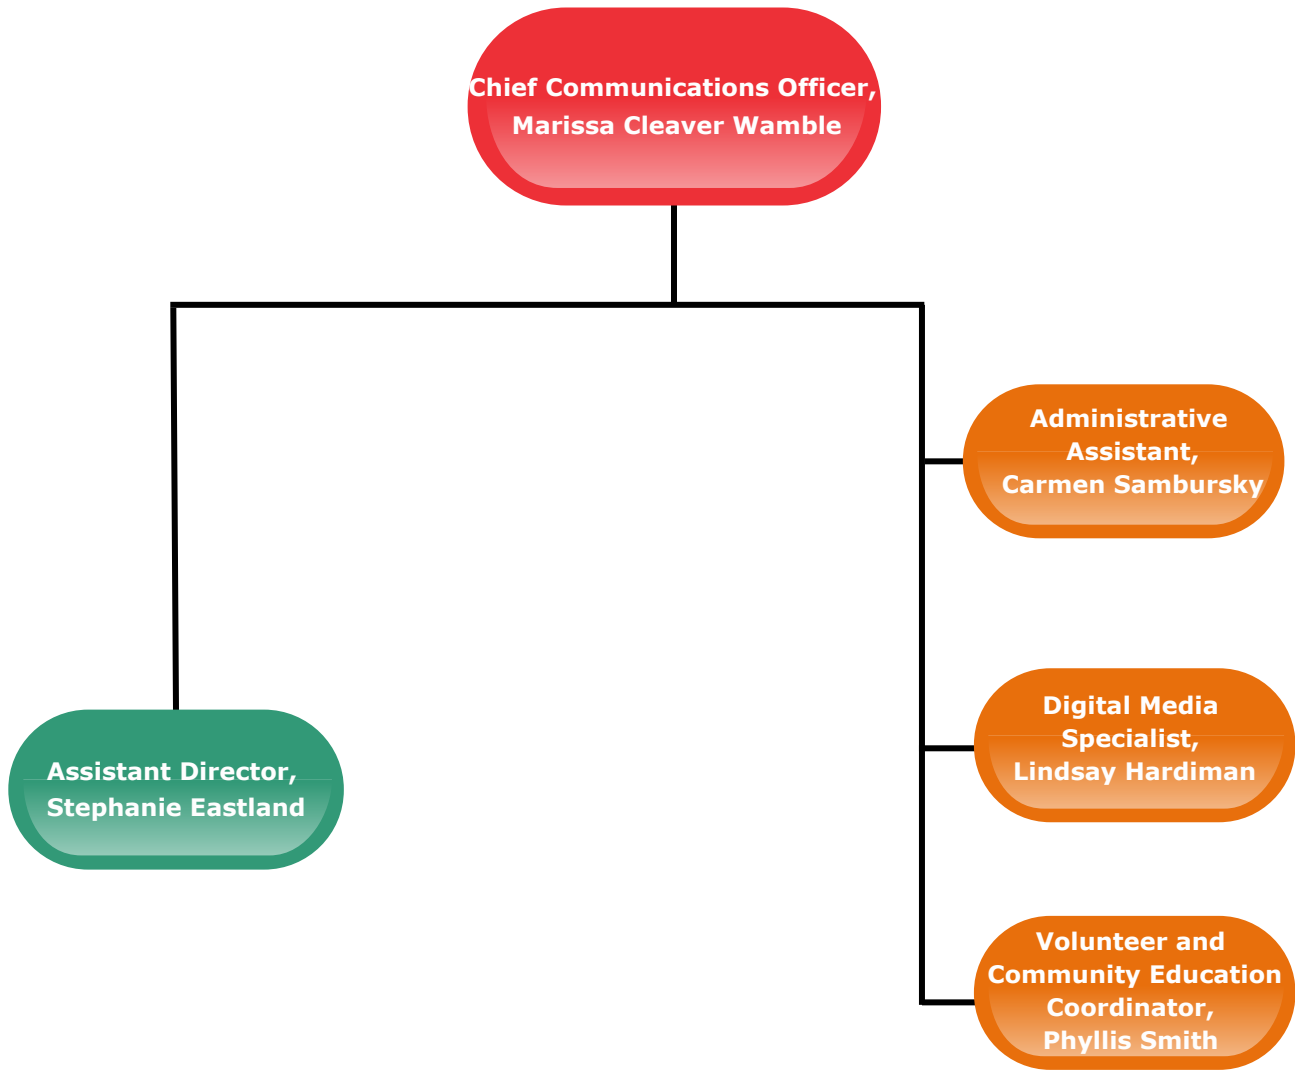 Chief Communications Officer,
Marissa Cleaver Wamble
Administrative
Assistant,
Carmen Sambursky
Digital Media
Specialist,
Lindsay Hardiman
Assistant Director,
Stephanie Eastland
Volunteer and
Community Education
Coordinator,
Phyllis Smith